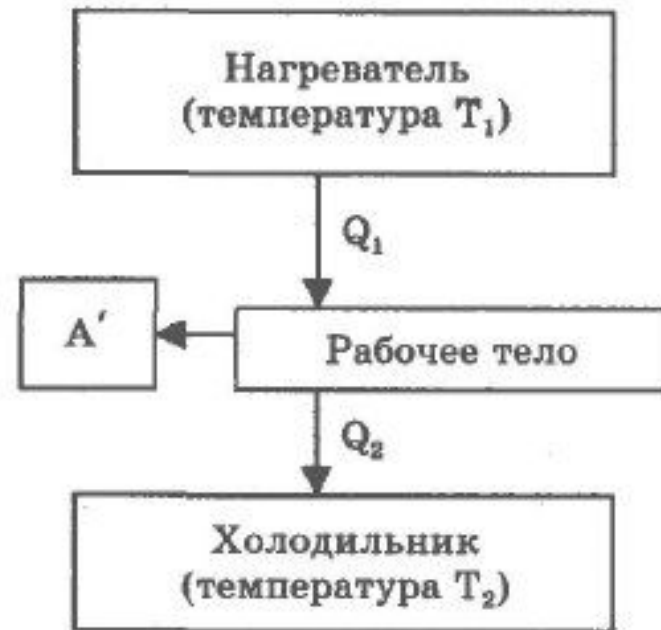 Нагреватель
(температура T₁)
Q₁
A′
Рабочее тело
Q₂
Холодильник
(температура T₂)